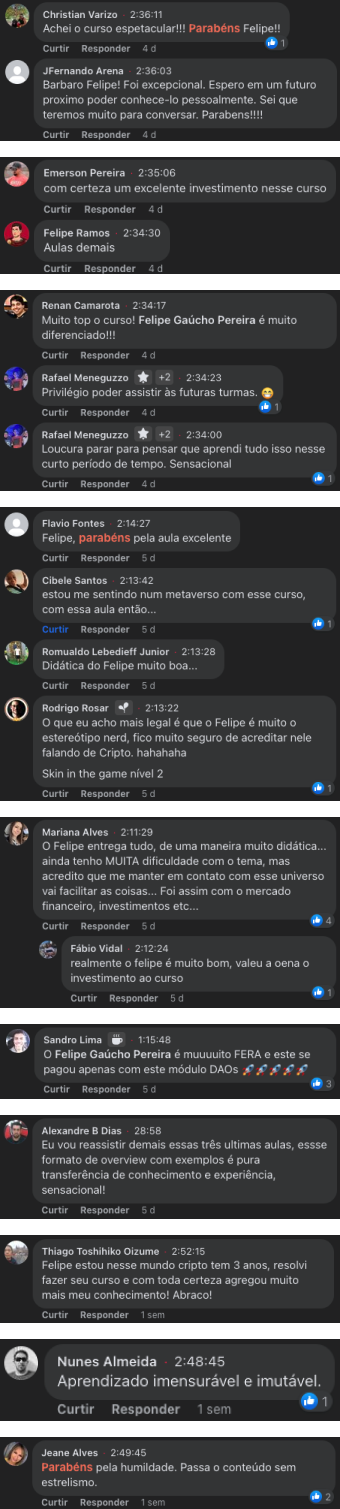 Christian Varizo · 2:36:11
Achei o curso espetacular!!! Parabéns Felipe!!
Curtir Responder 4 d
1
JFernando Arena · 2:36:03
Barbaro Felipe! Foi excepcional. Espero em um futuro
proximo poder conhece-lo pessoalmente. Sei que
teremos muito para conversar. Parabens!!!!
Curtir Responder 4 d
Emerson Pereira · 2:35:06
com certeza um excelente investimento nesse curso
Curtir Responder 4 d
Felipe Ramos · 2:34:30
Aulas demais
Curtir Responder 4 d
Renan Camarota · 2:34:17
Muito top o curso! Felipe Gaúcho Pereira é muito
diferenciado!!!
Curtir Responder 4 d
Rafael Meneguzzo +2 · 2:34:23
Privilégio poder assistir às futuras turmas. 😁
Curtir Responder 4 d
1
Rafael Meneguzzo +2 · 2:34:00
Loucura parar para pensar que aprendi tudo isso nesse
curto período de tempo. Sensacional
Curtir Responder 4 d
1
Flavio Fontes · 2:14:27
Felipe, parabéns pela aula excelente
Curtir Responder 5 d
Cibele Santos · 2:13:42
estou me sentindo num metaverso com esse curso,
com essa aula então...
Curtir Responder 5 d
1
Romualdo Lebedieff Junior · 2:13:28
Didática do Felipe muito boa...
Curtir Responder 5 d
Rodrigo Rosar · 2:13:22
O que eu acho mais legal é que o Felipe é muito o
estereótipo nerd, fico muito seguro de acreditar nele
falando de Cripto. hahahaha
Skin in the game nível 2
Curtir Responder 5 d
1
Mariana Alves · 2:11:29
O Felipe entrega tudo, de uma maneira muito didática...
ainda tenho MUITA dificuldade com o tema, mas
acredito que me manter em contato com esse universo
vai facilitar as coisas... Foi assim com o mercado
financeiro, investimentos etc...
Curtir Responder 5 d
4
Fábio Vidal · 2:12:24
realmente o felipe é muito bom, valeu a oena o
investimento ao curso
Curtir Responder 5 d
1
Sandro Lima · 1:15:48
O Felipe Gaúcho Pereira é muuuuito FERA e este se
pagou apenas com este módulo DAOs 🚀🚀🚀🚀🚀
Curtir Responder 5 d
3
Alexandre B Dias · 28:58
Eu vou reassistir demais essas três ultimas aulas, essse
formato de overview com exemplos é pura
transferência de conhecimento e experiência,
sensacional!
Curtir Responder 5 d
Thiago Toshihiko Oizume · 2:52:15
Felipe estou nesse mundo cripto tem 3 anos, resolvi
fazer seu curso e com toda certeza agregou muito
mais meu conhecimento! Abraco!
Curtir Responder 1 sem
Nunes Almeida · 2:48:45
Aprendizado imensurável e imutável.
Curtir Responder 1 sem
1
Jeane Alves · 2:49:45
Parabéns pela humildade. Passa o conteúdo sem
estrelismo.
Curtir Responder 1 sem
2